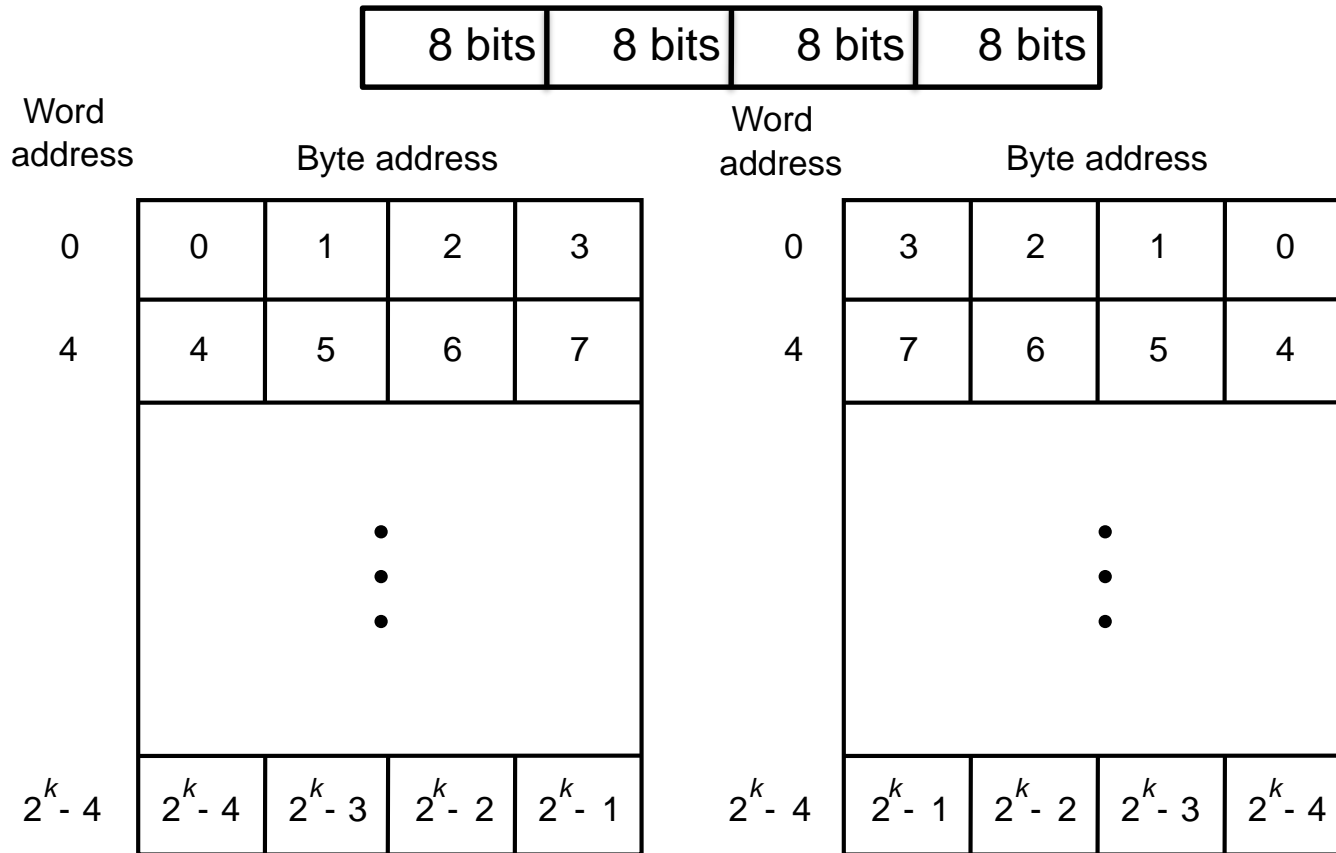 8 bits 8 bits 8 bits 8 bits
Word address
Byte address
0 0 1 2 3
4 4 5 6 7
2^k - 4 2^k - 4 2^k - 3 2^k - 2 2^k - 1
Word address
Byte address
0 3 2 1 0
4 7 6 5 4
2^k - 4 2^k - 1 2^k - 2 2^k - 3 2^k - 4